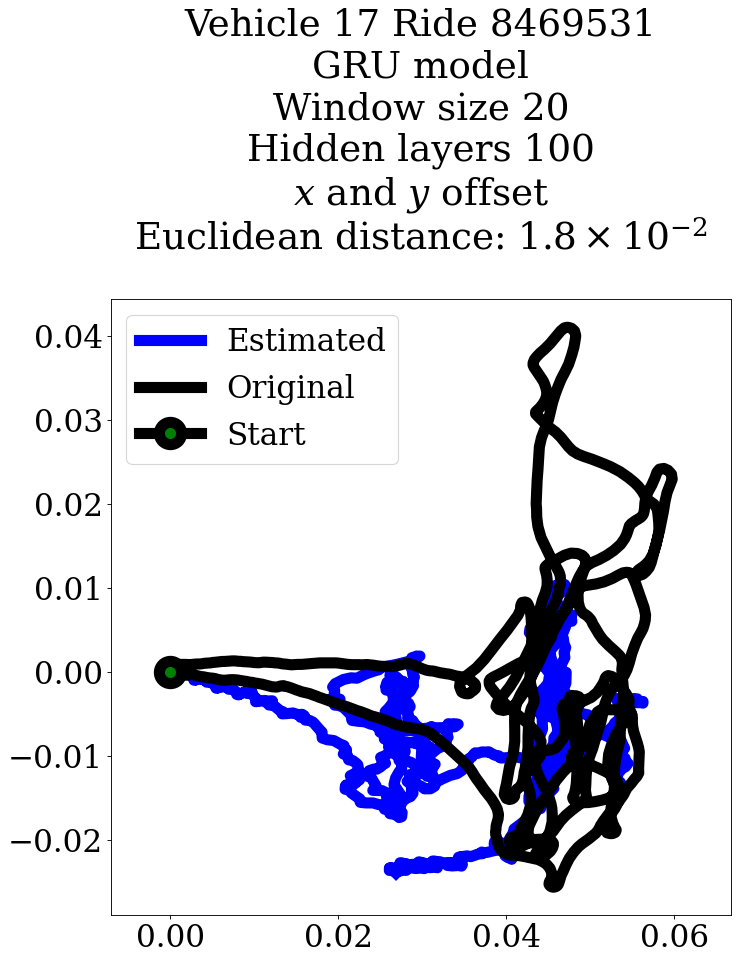 Vehicle 17 Ride 8469531
GRU model
Window size 20
Hidden layers 100
x and y offset
Euclidean distance: 1.8 × 10⁻²
Estimated
Original
Start
0.04
0.03
0.02
0.01
0.00
−0.01
−0.02
0.00 0.02 0.04 0.06